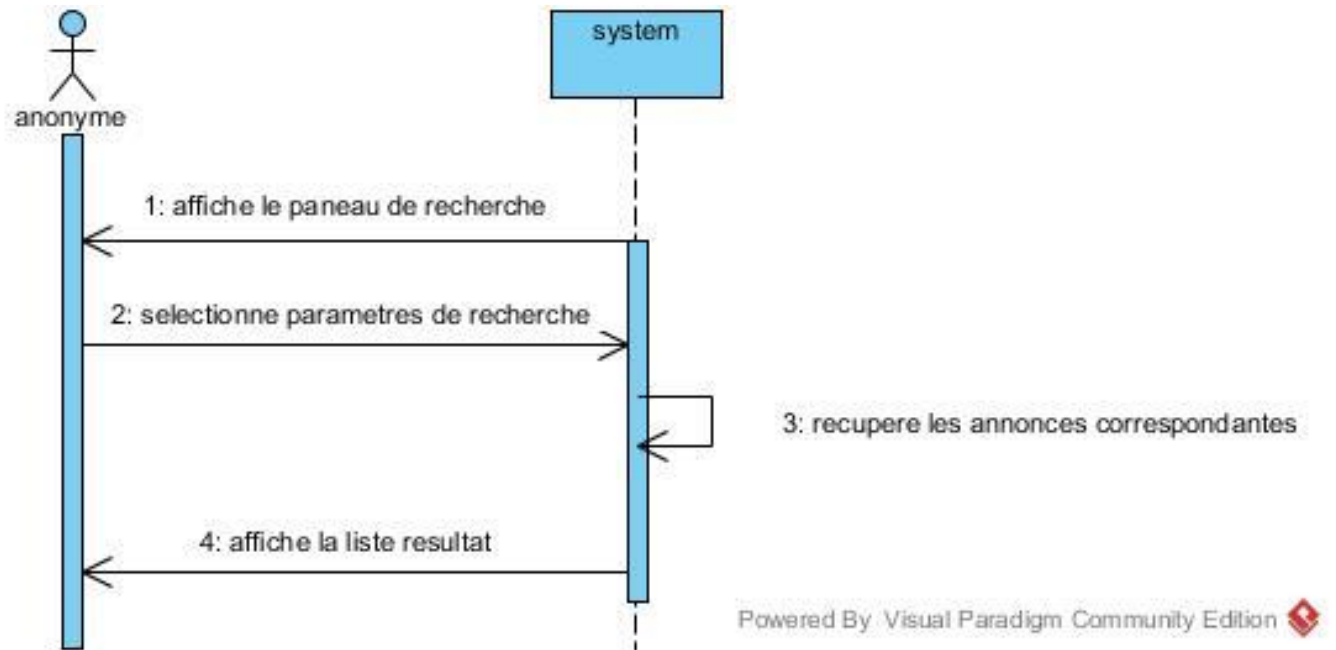 system
anonyme
1: affiche le paneau de recherche
2: selectionne parametres de recherche
3: recupere les annonces correspondantes
4: affiche la liste resultat
Powered By Visual Paradigm Community Edition